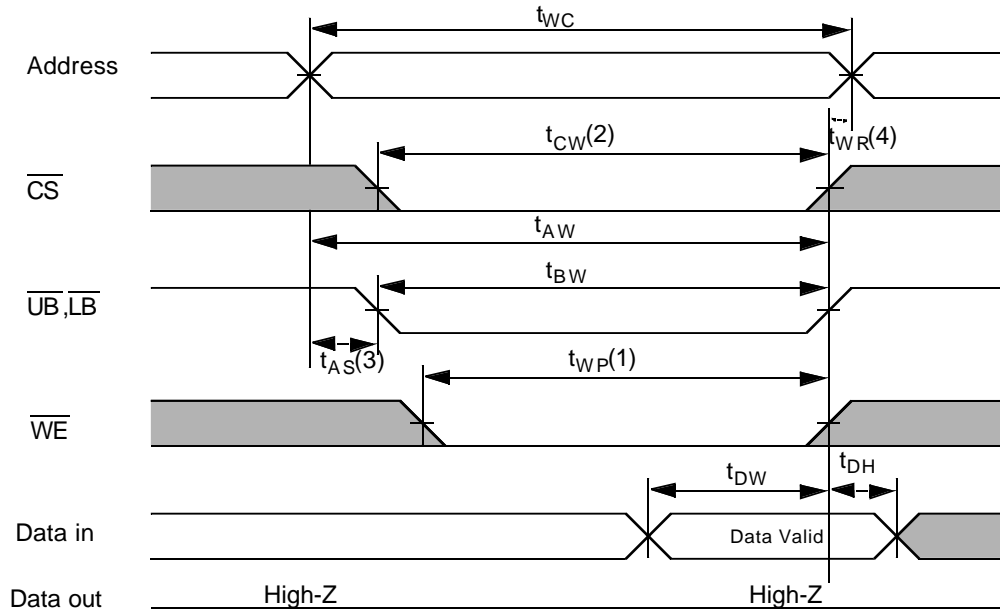 tWC
Address
tCW(2)
tWR(4)
CS
tAW
tBW
UB,LB
tAS(3)
tWP(1)
WE
tDW
tDH
Data in
Data Valid
Data out
High-Z
High-Z